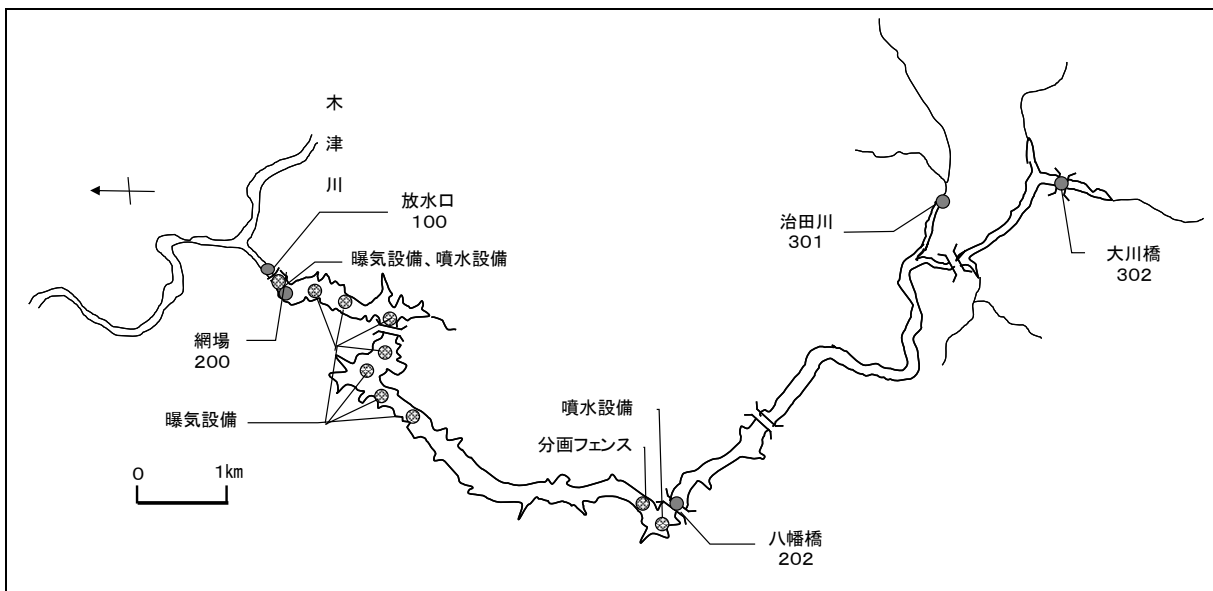 木
津
川
放水口
100
曝気設備、噴水設備
網場
200
曝気設備
0 1km
噴水設備
分画フェンス
八幡橋
202
治田川
301
大川橋
302